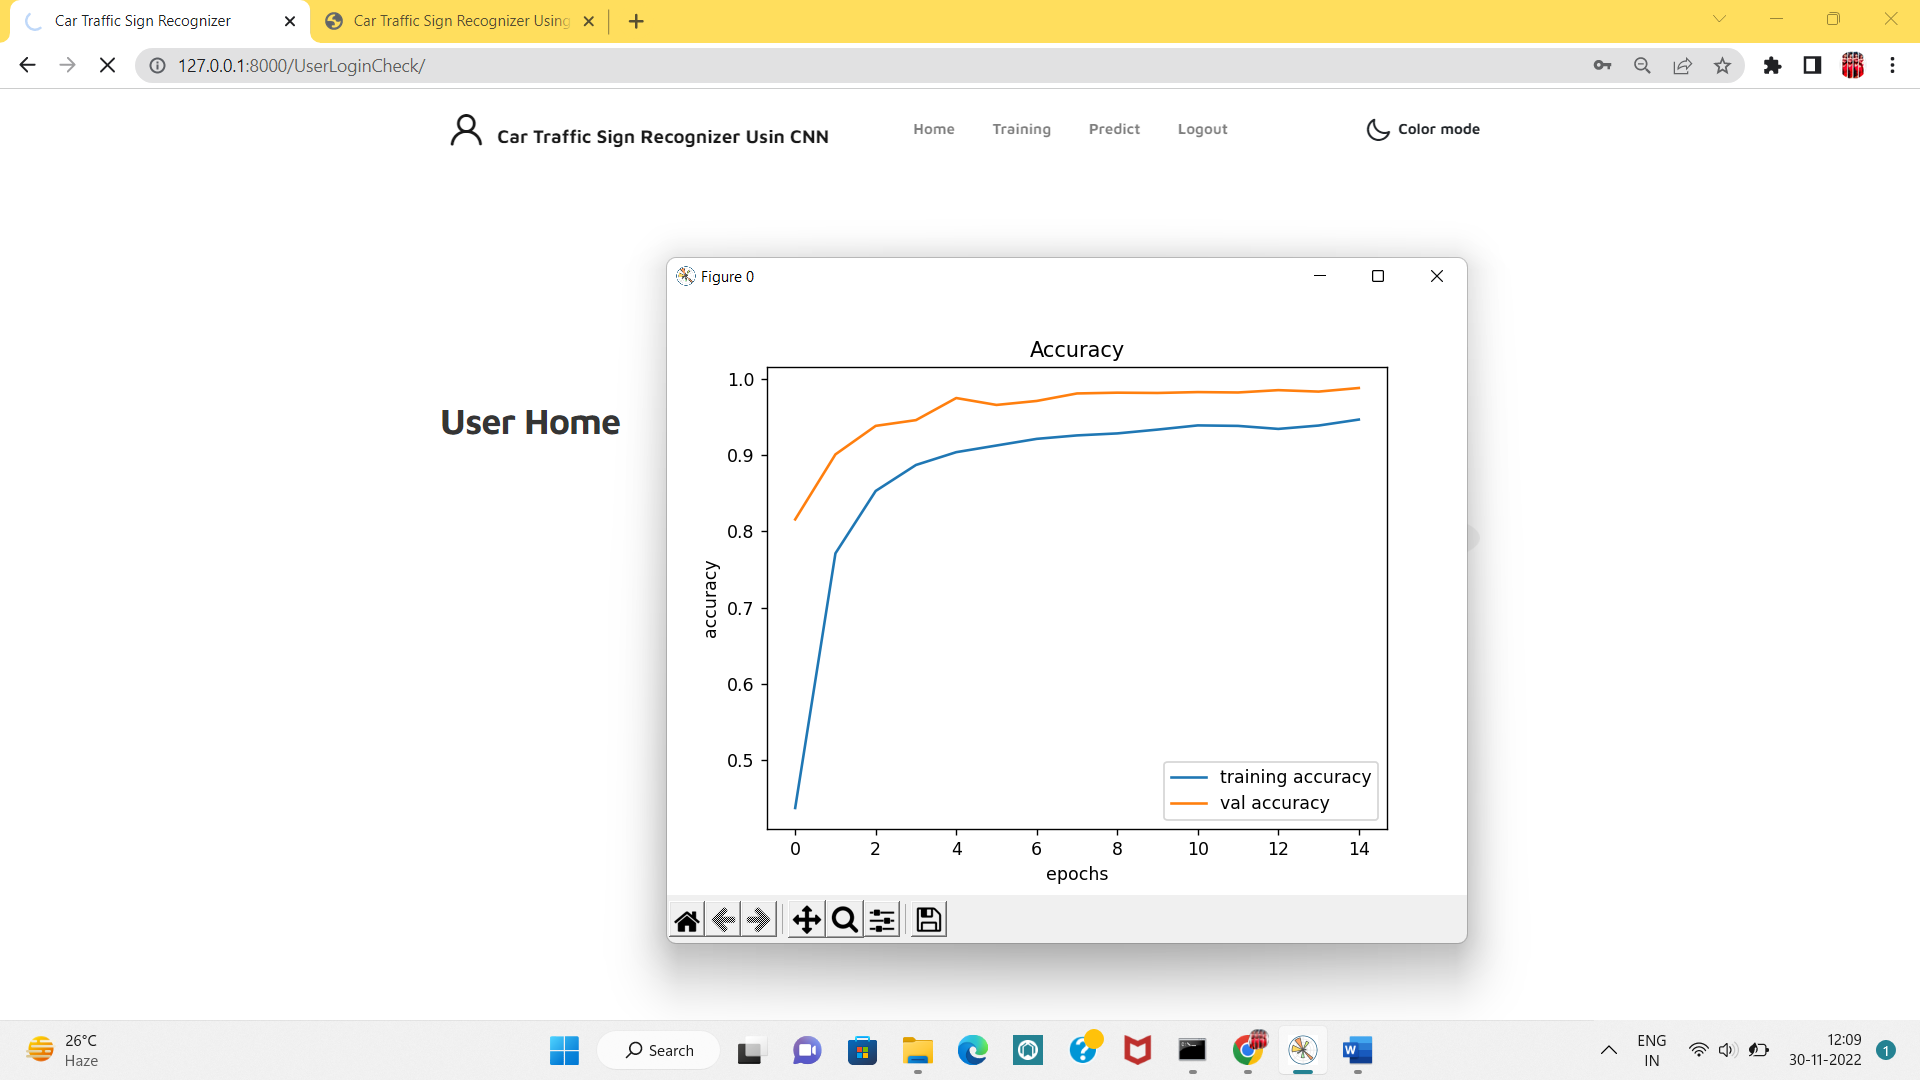 Car Traffic Sign Recognizer
Car Traffic Sign Recognizer Using
127.0.0.1:8000/UserLoginCheck/
Car Traffic Sign Recognizer Usin CNN
Home
Training
Predict
Logout
Color mode
User Home
Figure 0
Accuracy
1.0
0.9
0.8
0.7
0.6
0.5
accuracy
training accuracy
val accuracy
0 2 4 6 8 10 12 14
epochs
26°C
Haze
Search
ENG
IN
12:09
30-11-2022
1